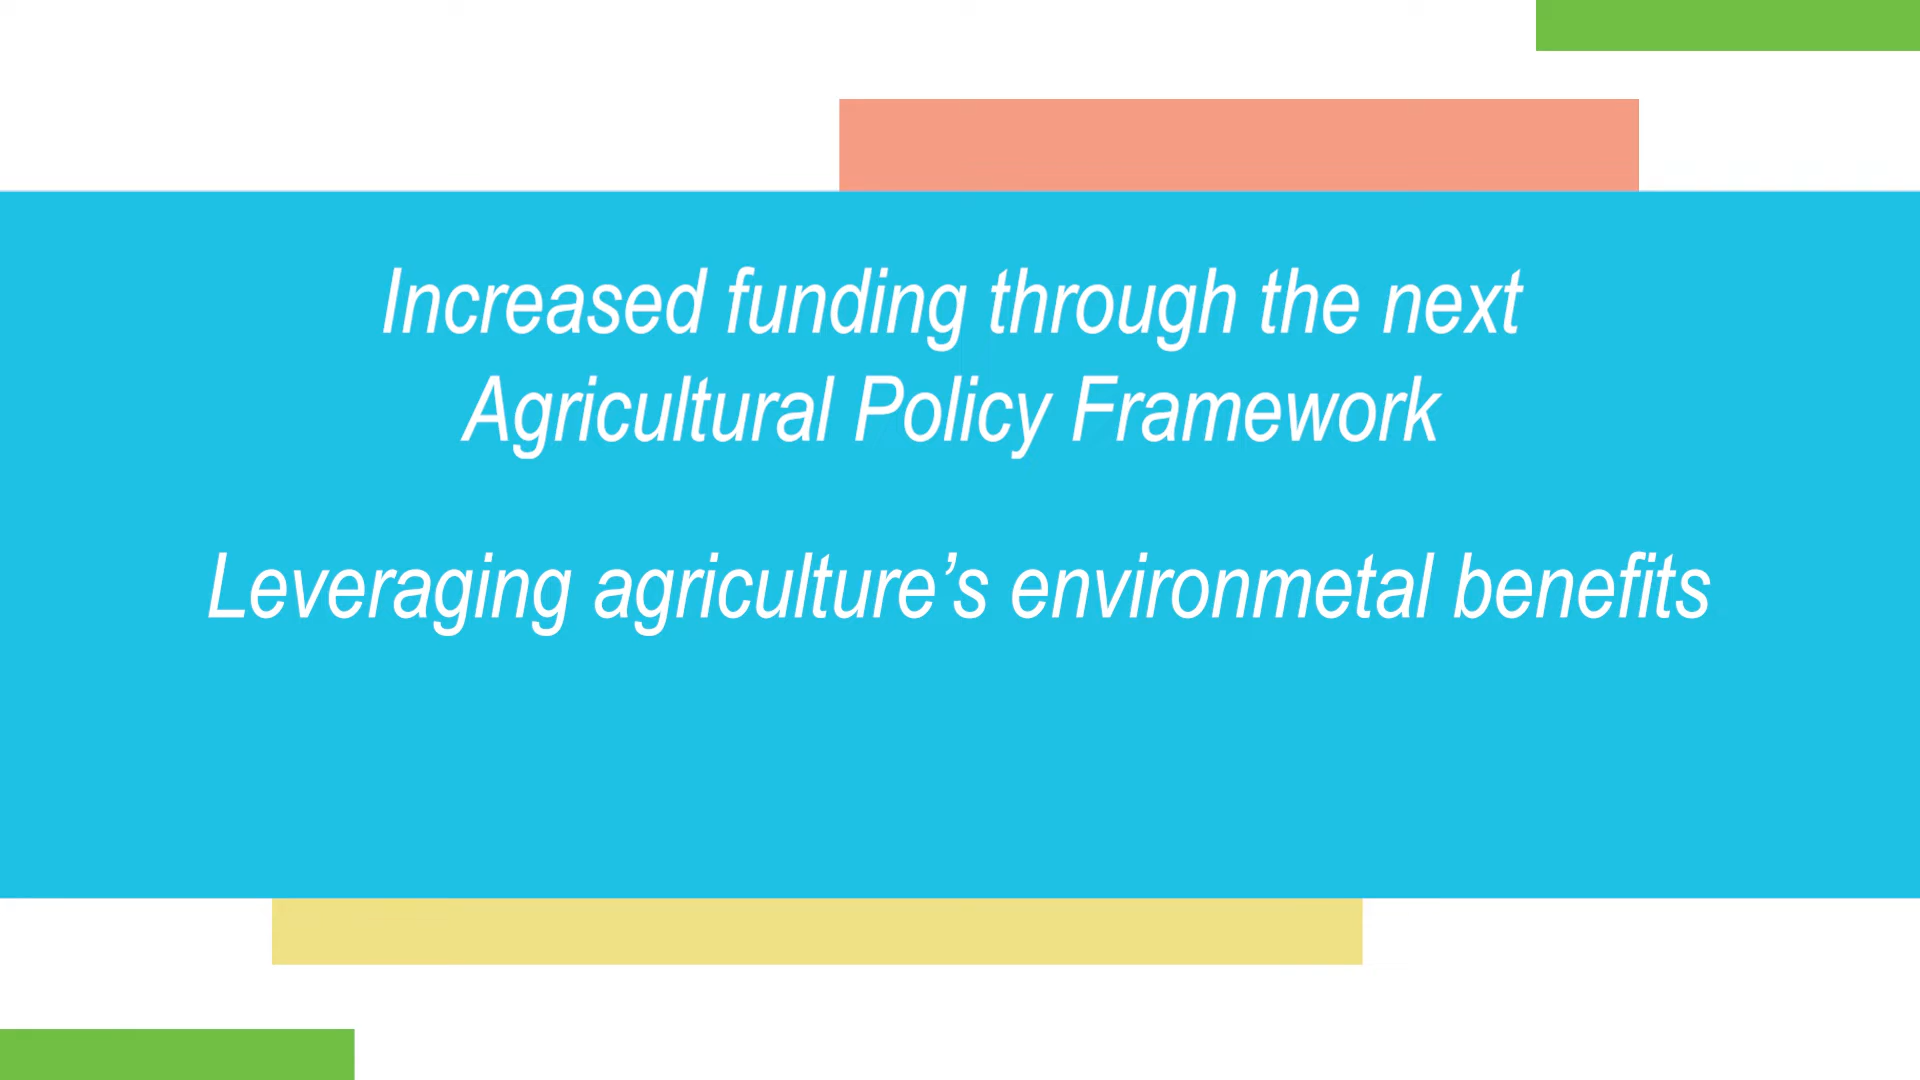 Increased funding through the next
Agricultural Policy Framework
Leveraging agriculture’s environmetal benefits